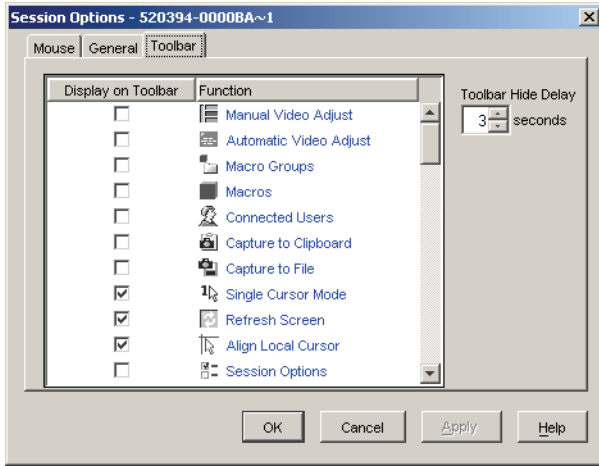 Session Options - 520394-0000BA~1
Mouse General Toolbar
Display on Toolbar Function
Manual Video Adjust
Automatic Video Adjust
Macro Groups
Macros
Connected Users
Capture to Clipboard
Capture to File
Single Cursor Mode
Refresh Screen
Align Local Cursor
Session Options
Toolbar Hide Delay
3 seconds
OK Cancel Apply Help